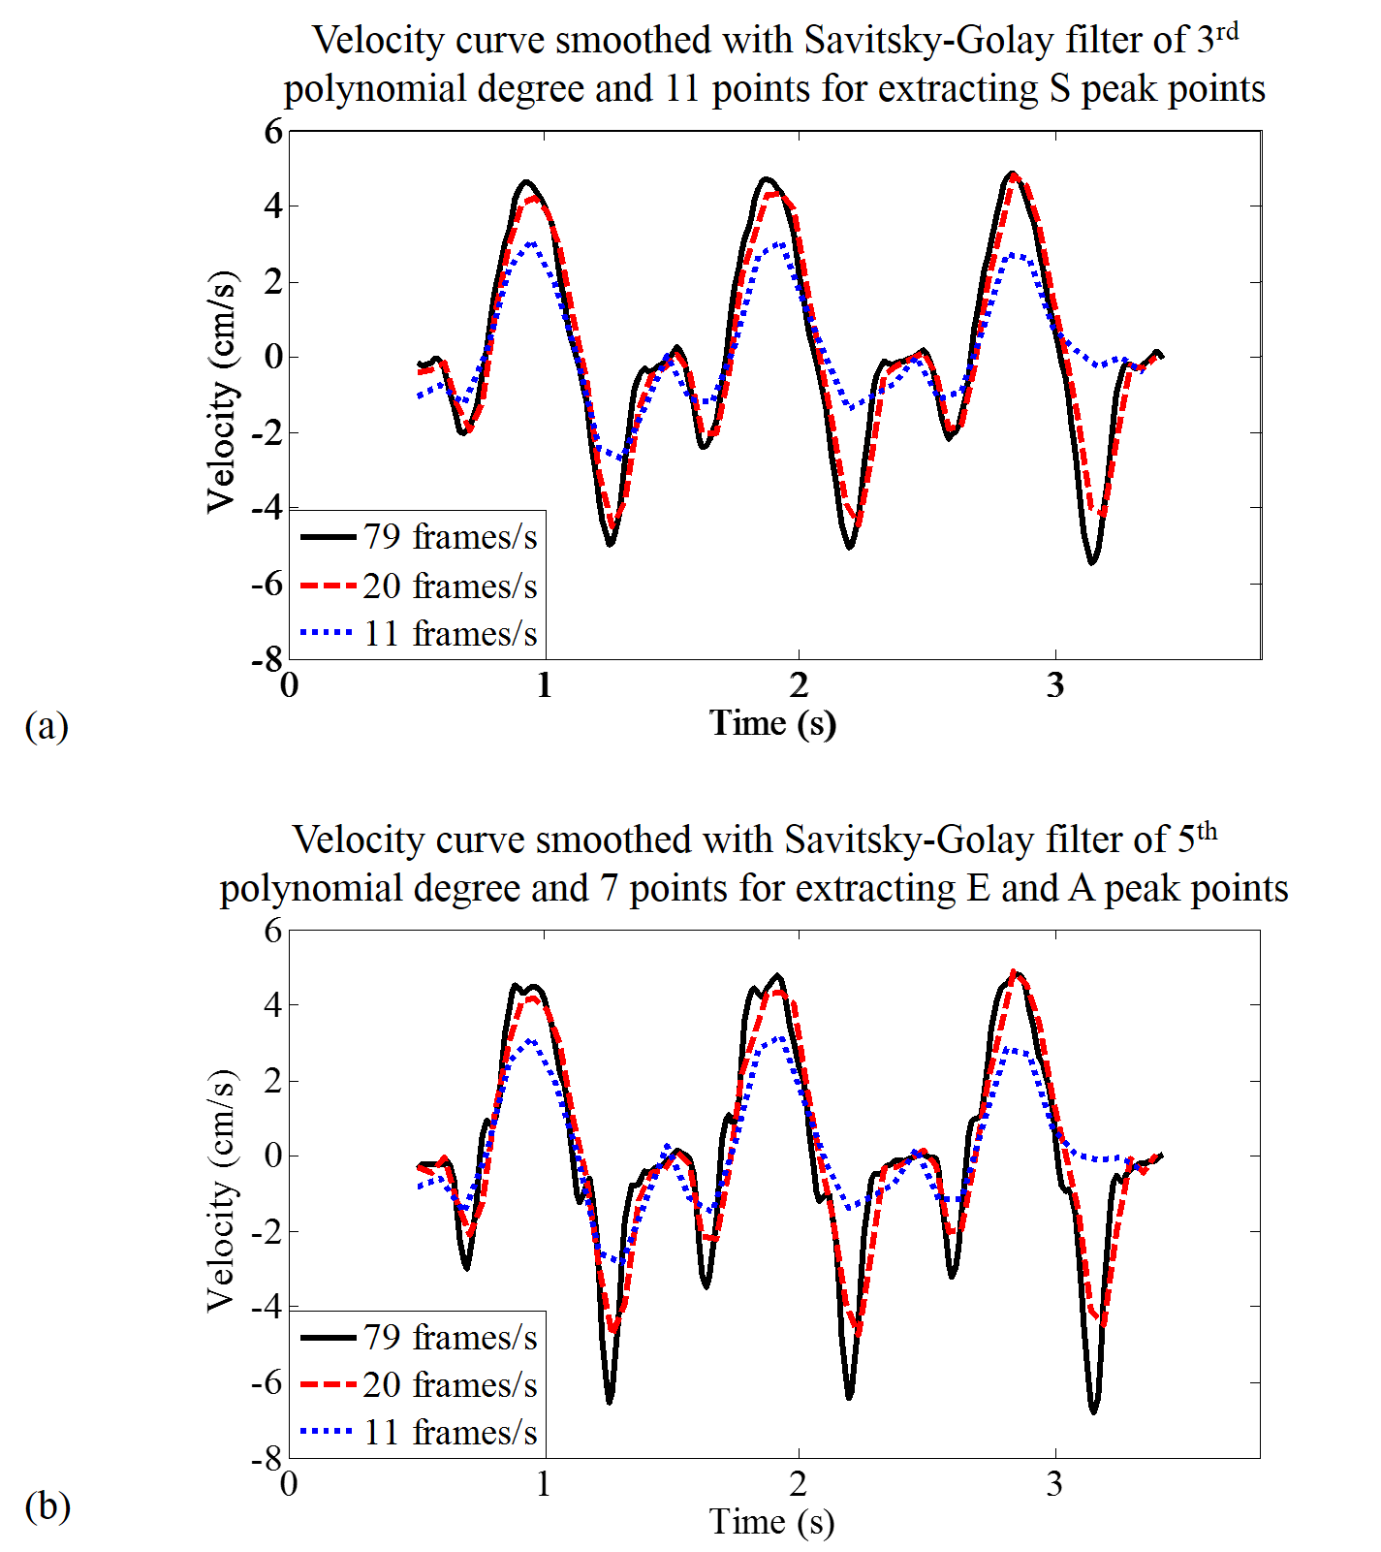 Velocity curve smoothed with Savitsky-Golay filter of 3rd
polynomial degree and 11 points for extracting S peak points
6
4
2
0
-2
-4
-6
-8
Velocity (cm/s)
79 frames/s
20 frames/s
11 frames/s
0 1 2 3
Time (s)
(a)
Velocity curve smoothed with Savitsky-Golay filter of 5th
polynomial degree and 7 points for extracting E and A peak points
6
4
2
0
-2
-4
-6
-8
Velocity (cm/s)
79 frames/s
20 frames/s
11 frames/s
0 1 2 3
Time (s)
(b)